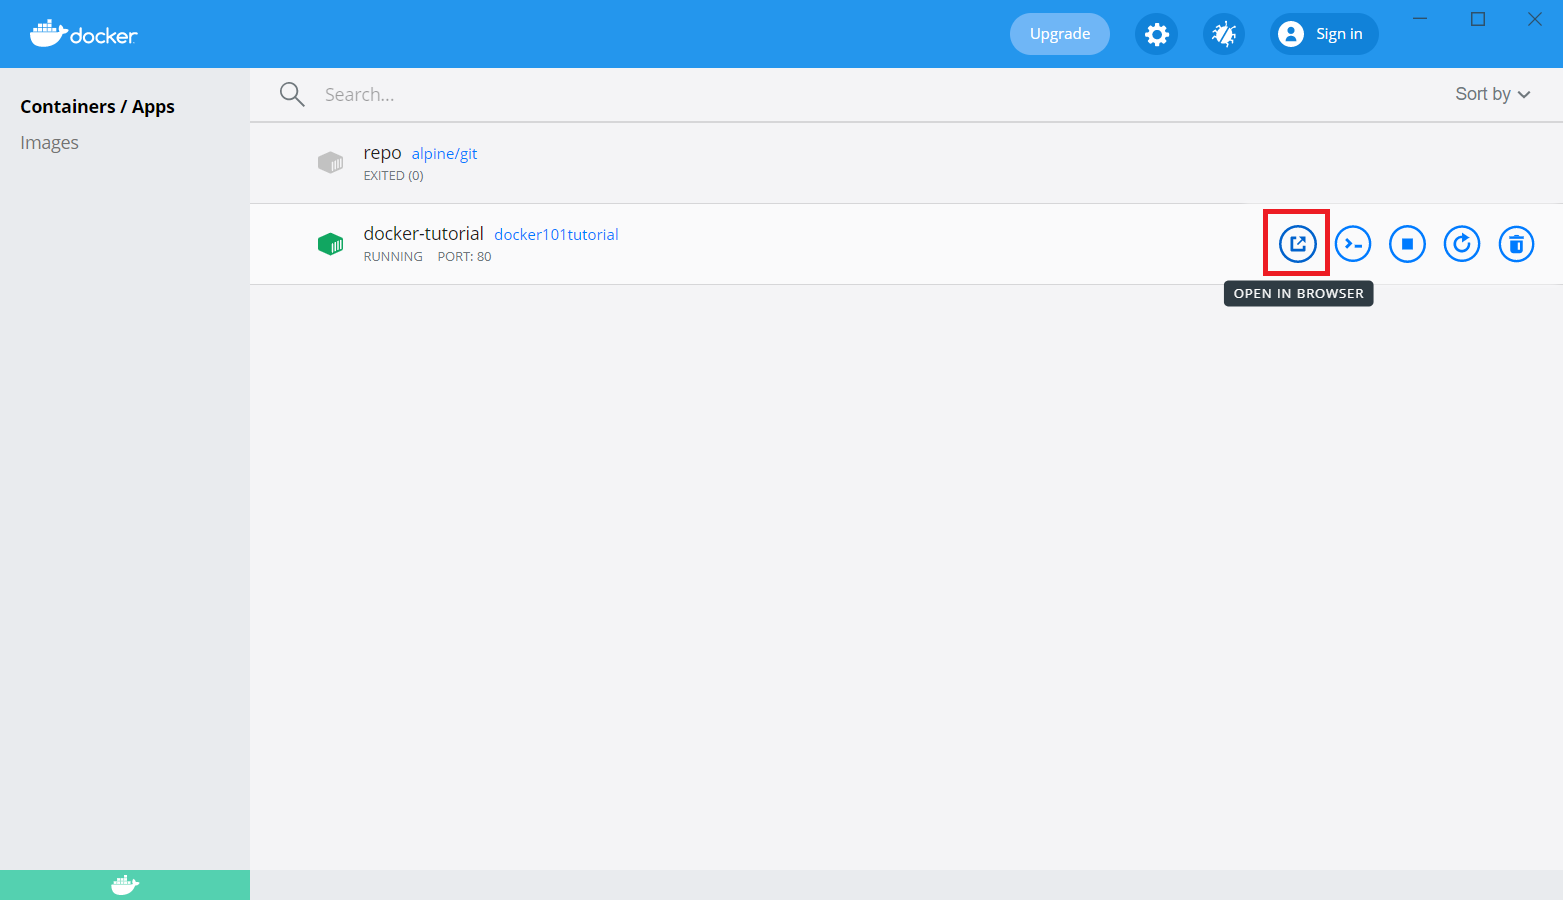 docker
Upgrade
Sign in
Containers / Apps
Images
Search...
Sort by
repo alpine/git
EXITED (0)
docker-tutorial docker101tutorial
RUNNING PORT: 80
OPEN IN BROWSER